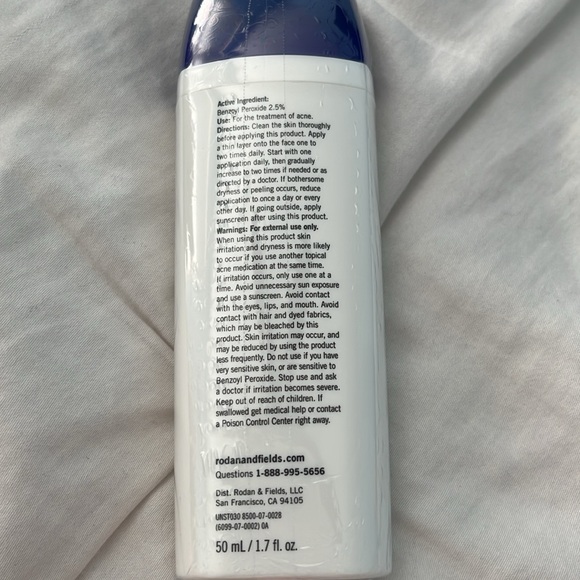 Active Ingredient:
Benzoyl Peroxide 2.5%
Use: For the treatment of acne.
Directions: Clean the skin thoroughly
before applying this product. Apply
a thin layer onto the face one to
two times daily. Start with one
application daily, then gradually
increase to two times if needed or as
directed by a doctor. If bothersome
dryness or peeling occurs, reduce
application to once a day or every
other day. If going outside, apply
sunscreen after using this product.
Warnings: For external use only.
When using this product skin
irritation and dryness is more likely
to occur if you use another topical
acne medication at the same time.
If irritation occurs, only use one at a
time. Avoid unnecessary sun exposure
and use a sunscreen. Avoid contact
with the eyes, lips, and mouth. Avoid
contact with hair and dyed fabrics,
which may be bleached by this
product. Skin irritation may occur, and
may be reduced by using the product
less frequently. Do not use if you have
very sensitive skin, or are sensitive to
Benzoyl Peroxide. Stop use and ask
a doctor if irritation becomes severe.
Keep out of reach of children. If
swallowed get medical help or contact
a Poison Control Center right away.
rodanandfields.com
Questions 1-888-995-5656
Dist. Rodan & Fields, LLC
San Francisco, CA 94105
UNST030 8500-07-0028
(6099-07-0002) 0A
50 mL / 1.7 fl. oz.